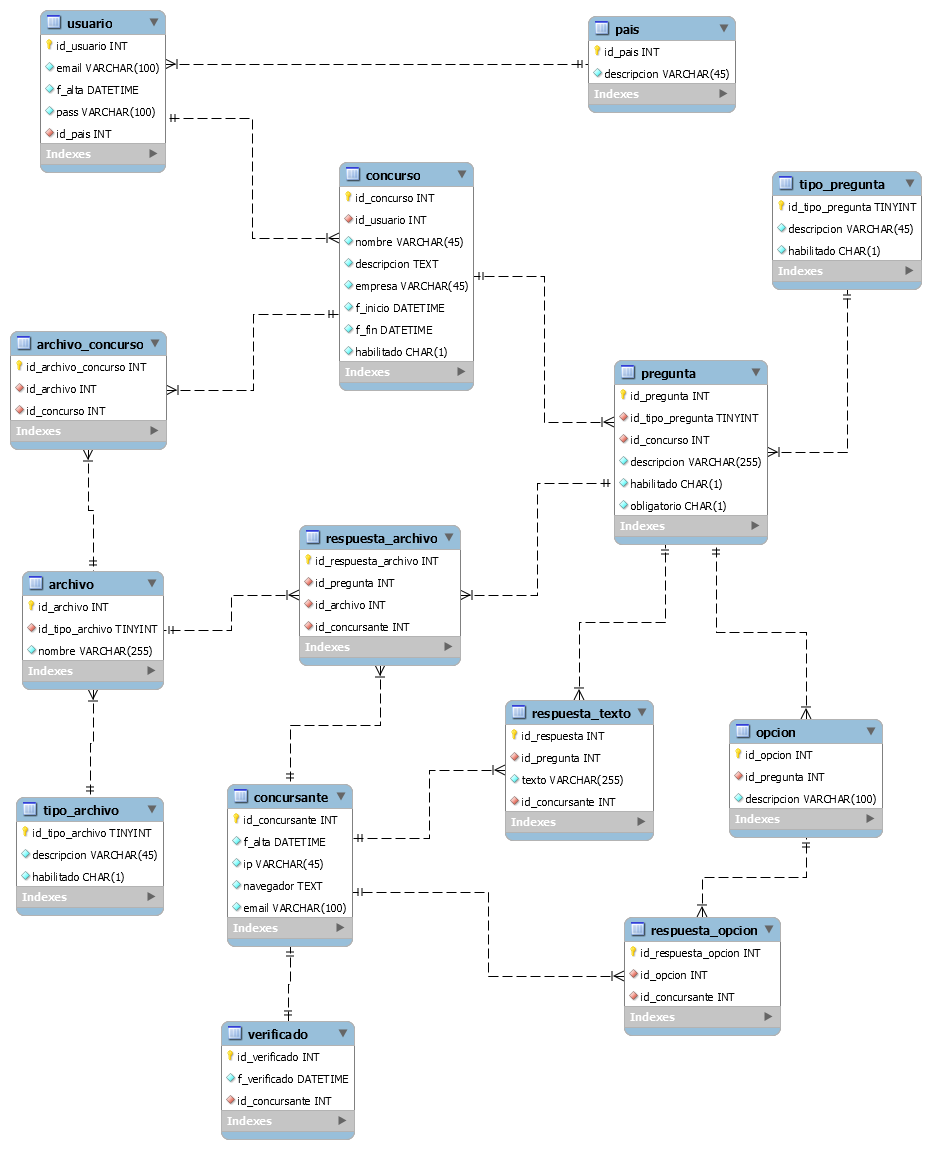 usuario
id_usuario INT
email VARCHAR(100)
f_alta DATETIME
pass VARCHAR(100)
id_pais INT
Indexes
pais
id_pais INT
descripcion VARCHAR(45)
Indexes
concurso
id_concurso INT
id_usuario INT
nombre VARCHAR(45)
descripcion TEXT
empresa VARCHAR(45)
f_inicio DATETIME
f_fin DATETIME
habilitado CHAR(1)
Indexes
tipo_pregunta
id_tipo_pregunta TINYINT
descripcion VARCHAR(45)
habilitado CHAR(1)
Indexes
archivo_concurso
id_archivo_concurso INT
id_archivo INT
id_concurso INT
Indexes
pregunta
id_pregunta INT
id_tipo_pregunta TINYINT
id_concurso INT
descripcion VARCHAR(255)
habilitado CHAR(1)
obligatorio CHAR(1)
Indexes
respuesta_archivo
id_respuesta_archivo INT
id_pregunta INT
id_archivo INT
id_concursante INT
Indexes
archivo
id_archivo INT
id_tipo_archivo TINYINT
nombre VARCHAR(255)
Indexes
respuesta_texto
id_respuesta INT
id_pregunta INT
texto VARCHAR(255)
id_concursante INT
Indexes
opcion
id_opcion INT
id_pregunta INT
descripcion VARCHAR(100)
Indexes
tipo_archivo
id_tipo_archivo TINYINT
descripcion VARCHAR(45)
habilitado CHAR(1)
Indexes
concursante
id_concursante INT
f_alta DATETIME
ip VARCHAR(45)
navegador TEXT
email VARCHAR(100)
Indexes
respuesta_opcion
id_respuesta_opcion INT
id_opcion INT
id_concursante INT
Indexes
verificado
id_verificado INT
f_verificado DATETIME
id_concursante INT
Indexes